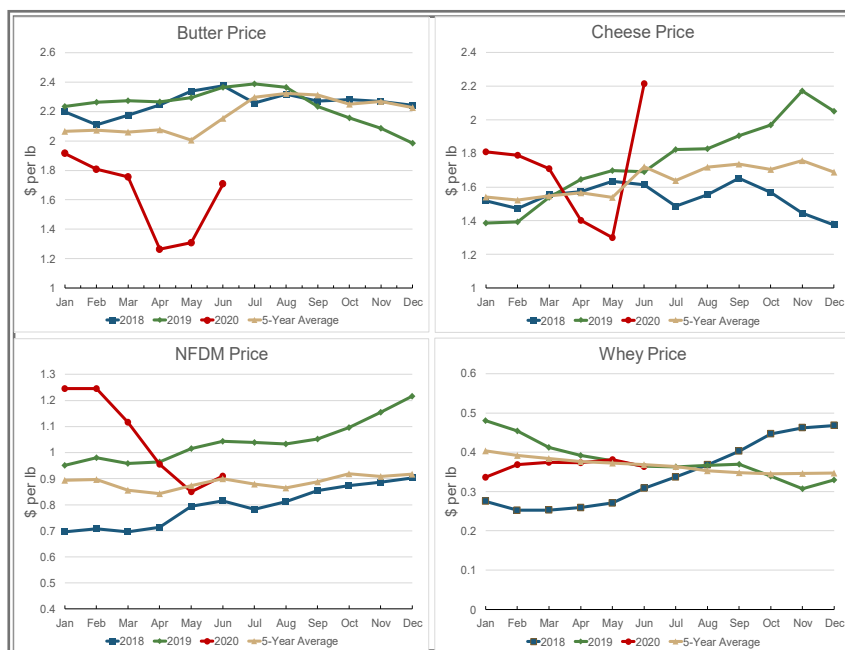 Butter Price
2.6
2.4
2.2
2
1.8
1.6
1.4
1.2
1
$ per lb
Jan Feb Mar Apr May Jun Jul Aug Sep Oct Nov Dec
2018 2019 2020 5-Year Average
Cheese Price
2.4
2.2
2
1.8
1.6
1.4
1.2
1
$ per lb
Jan Feb Mar Apr May Jun Jul Aug Sep Oct Nov Dec
2018 2019 2020 5-Year Average
NFDM Price
1.3
1.2
1.1
1
0.9
0.8
0.7
0.6
0.5
0.4
$ per lb
Jan Feb Mar Apr May Jun Jul Aug Sep Oct Nov Dec
2018 2019 2020 5-Year Average
Whey Price
0.6
0.5
0.4
0.3
0.2
0.1
0
$ per lb
Jan Feb Mar Apr May Jun Jul Aug Sep Oct Nov Dec
2018 2019 2020 5-Year Average